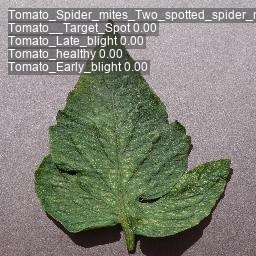 Tomato_Spider_mites_Two_spotted_spider_
Tomato__Target_Spot 0.00
Tomato_Late_blight 0.00
Tomato_healthy 0.00
Tomato_Early_blight 0.00